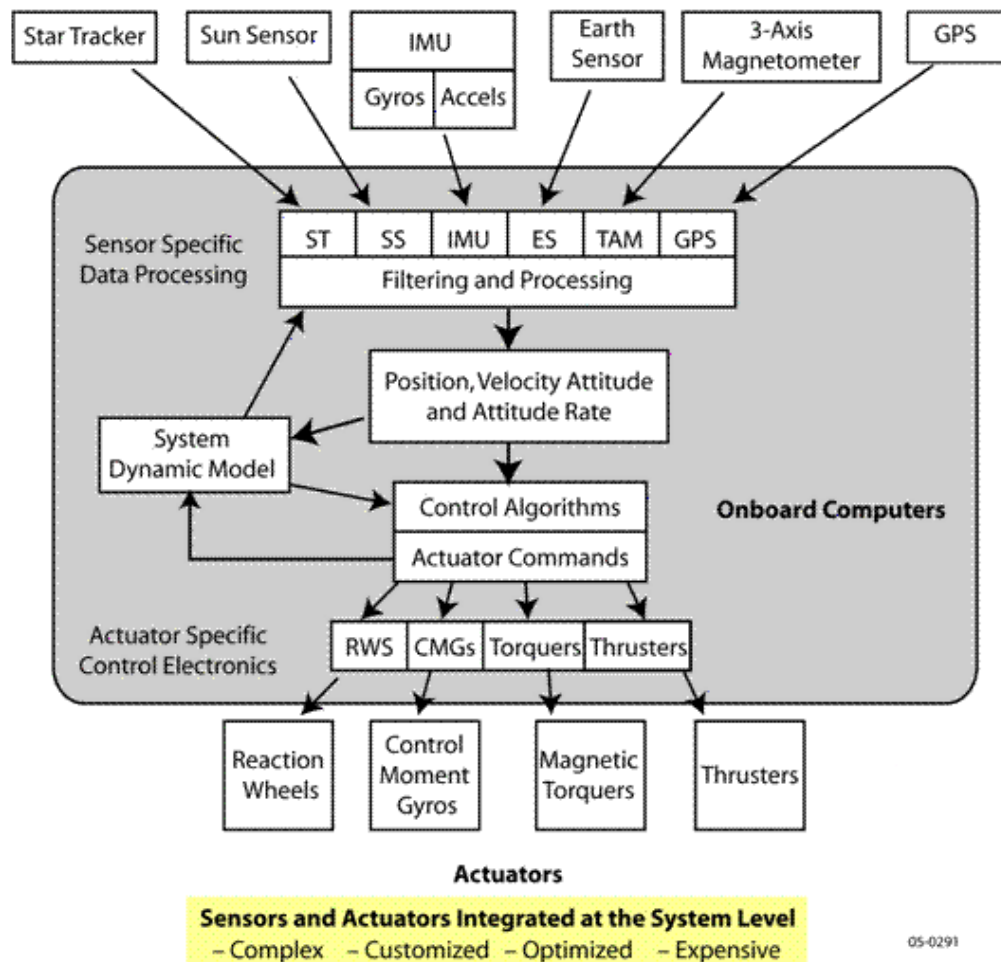 Star Tracker
Sun Sensor
IMU
Gyros
Accels
Earth
Sensor
3-Axis
Magnetometer
GPS
Sensor Specific
Data Processing
ST
SS
IMU
ES
TAM
GPS
Filtering and Processing
Position, Velocity Attitude
and Attitude Rate
System
Dynamic Model
Control Algorithms
Actuator Commands
Onboard Computers
Actuator Specific
Control Electronics
RWS
CMGs
Torquers
Thrusters
Reaction
Wheels
Control
Moment
Gyros
Magnetic
Torquers
Thrusters
Actuators
Sensors and Actuators Integrated at the System Level
– Complex – Customized – Optimized – Expensive
05-0291